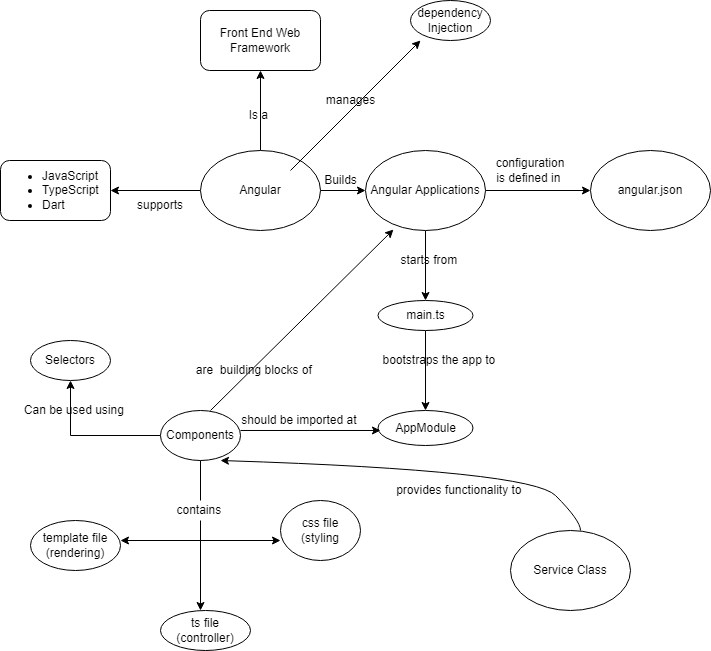 dependency
Injection
Front End Web
Framework
manages
Is a
JavaScript
TypeScript
Dart
supports
Angular
Builds
Angular Applications
configuration
is defined in
angular.json
starts from
main.ts
bootstraps the app to
Selectors
are  building blocks of
Can be used using
Components
should be imported at
AppModule
provides functionality to
contains
template file
(rendering)
css file
(styling
Service Class
ts file
(controller)